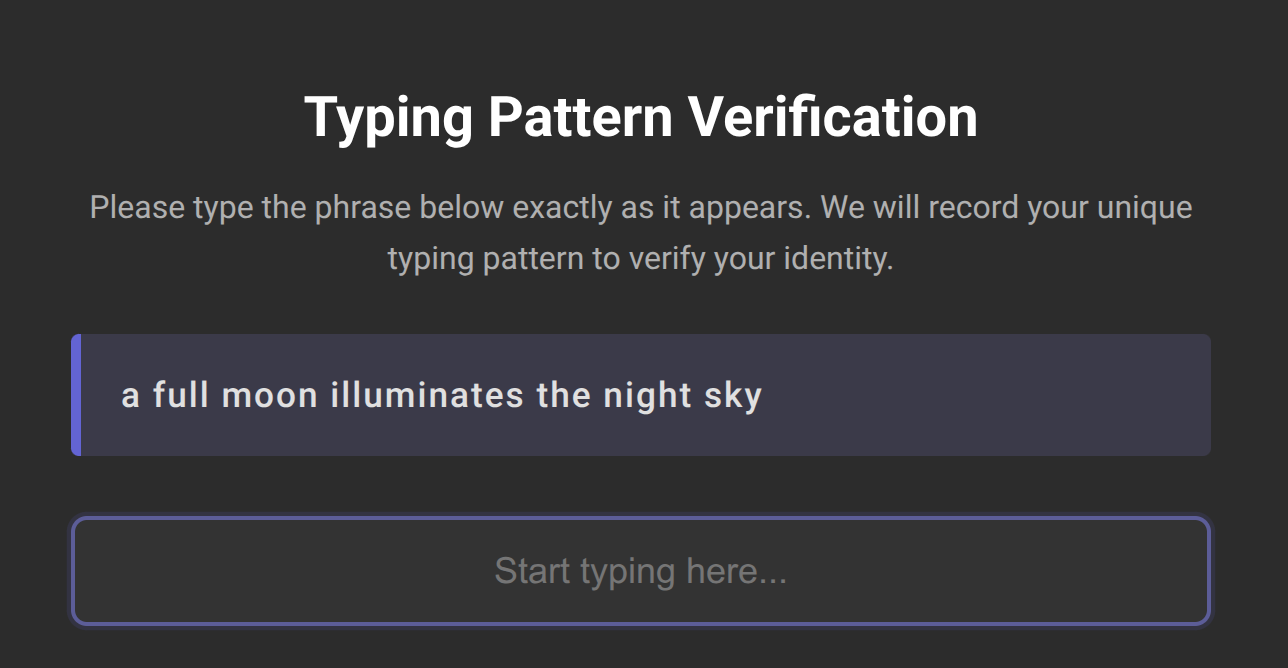 Typing Pattern Verification
Please type the phrase below exactly as it appears. We will record your unique
typing pattern to verify your identity.
a full moon illuminates the night sky
Start typing here...